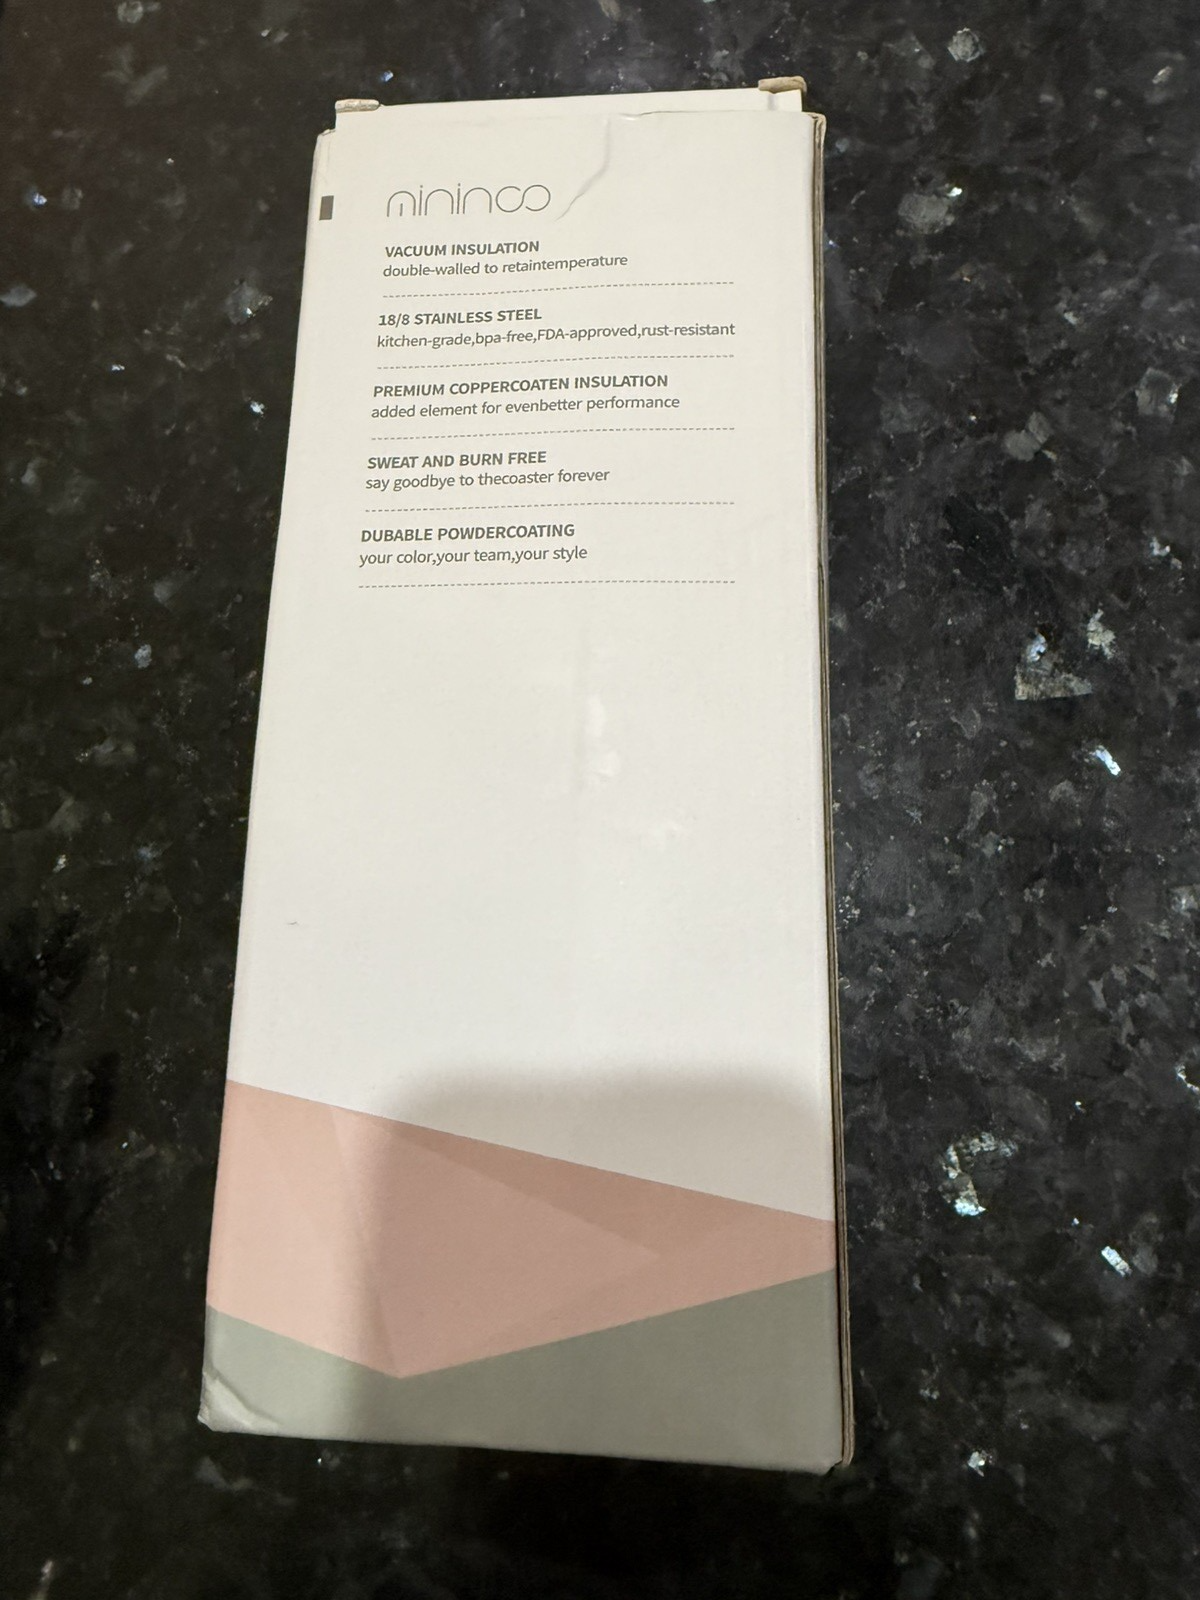 mininoo
VACUUM INSULATION
double-walled to retaintemperature
18/8 STAINLESS STEEL
kitchen-grade,bpa-free,FDA-approved,rust-resistant
PREMIUM COPPERCOATEN INSULATION
added element for evenbetter performance
SWEAT AND BURN FREE
say goodbye to thecoaster forever
DUBABLE POWDERCOATING
your color,your team,your style